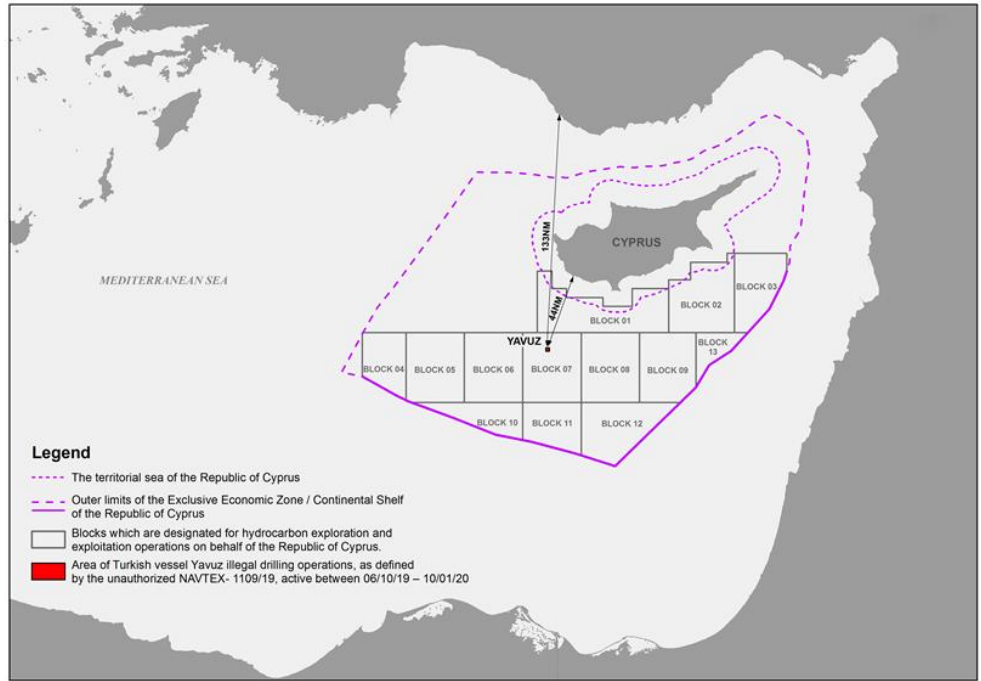 133NM
CYPRUS
MEDITERRANEAN SEA
BLOCK 03
44NM
BLOCK 02
BLOCK 01
YAVUZ
BLOCK
13
BLOCK 04
BLOCK 05
BLOCK 06
BLOCK 07
BLOCK 08
BLOCK 09
BLOCK 10
BLOCK 11
BLOCK 12
Legend
The territorial sea of the Republic of Cyprus
Outer limits of the Exclusive Economic Zone / Continental Shelf
of the Republic of Cyprus
Blocks which are designated for hydrocarbon exploration and
exploitation operations on behalf of the Republic of Cyprus.
Area of Turkish vessel Yavuz illegal drilling operations, as defined
by the unauthorized NAVTEX- 1109/19, active between 06/10/19 – 10/01/20